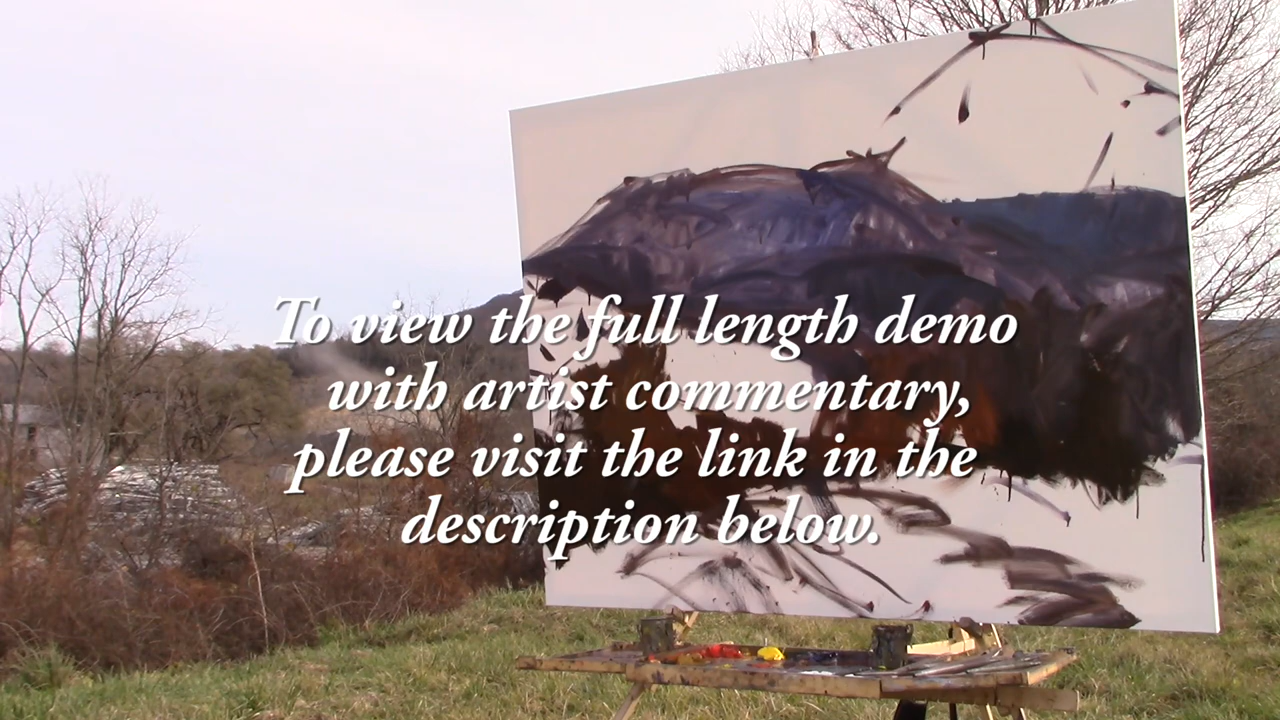 To view the full length demo
with artist commentary,
please visit the link in the
description below.